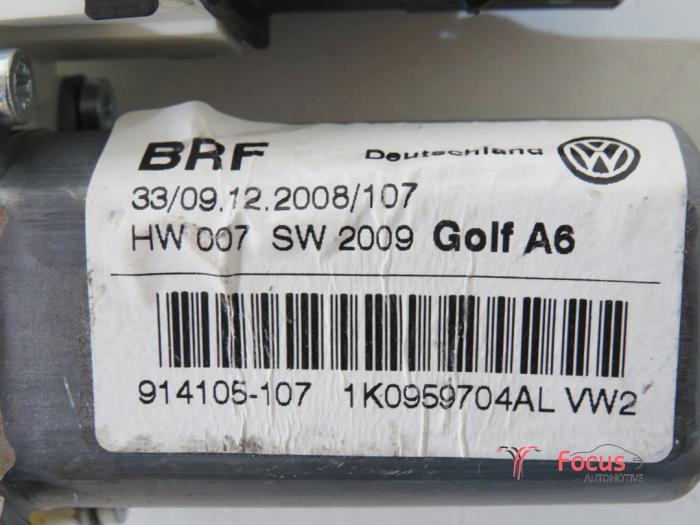 BRF Deutschland VW
33/09.12.2008/107
HW 007 SW 2009 Golf A6
914105-107 1K0959704AL VW2
Focus
AUTOMOTIVE